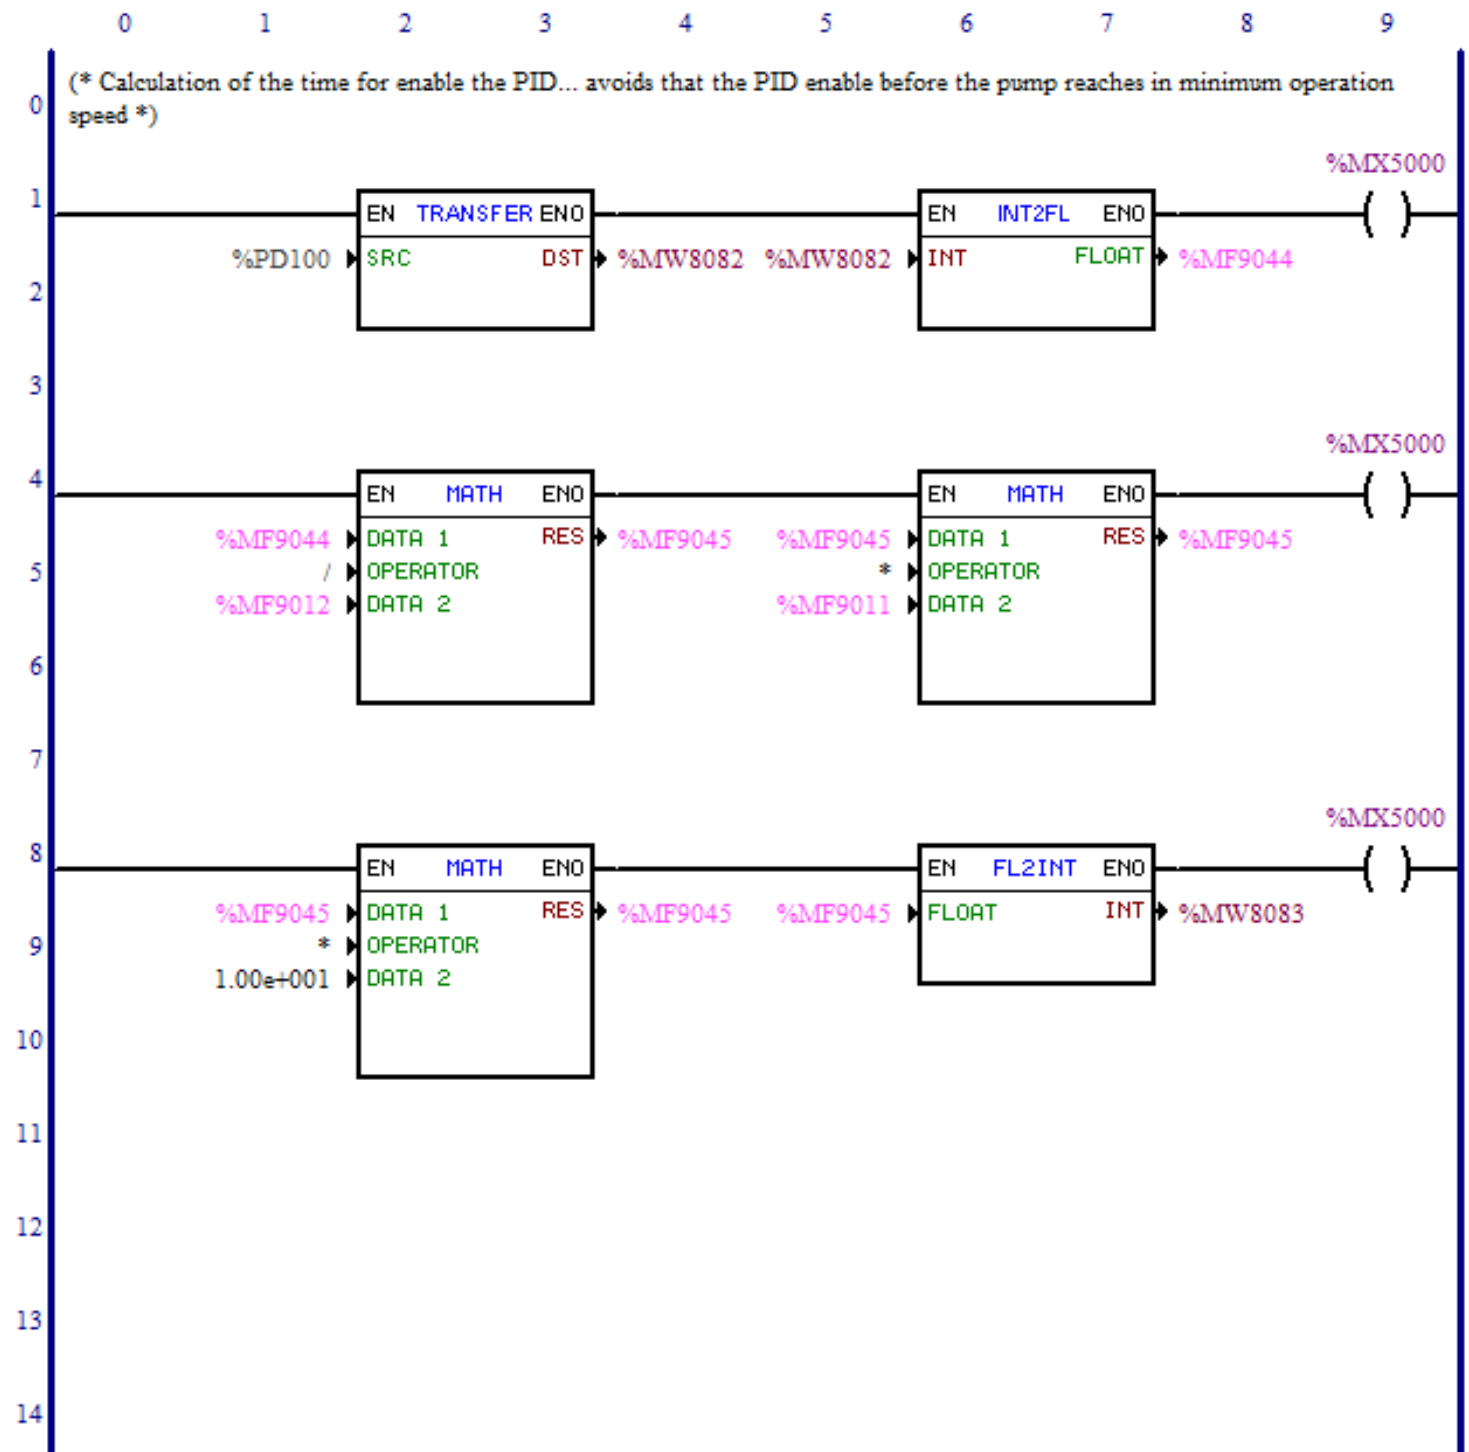 0 1 2 3 4 5 6 7 8 9
(* Calculation of the time for enable the PID... avoids that the PID enable before the pump reaches in minimum operation
0
speed *)
%MX5000
1
EN TRANSFER ENO EN INT2FL ENO ( )
%PD100 SRC DST %MW8082 %MW8082 INT FLOAT %MF9044
2
3
%MX5000
4
EN MATH ENO EN MATH ENO ( )
%MF9044 DATA 1 RES %MF9045 %MF9045 DATA 1 RES %MF9045
5
/ OPERATOR * OPERATOR
%MF9012 DATA 2 %MF9011 DATA 2
6
7
%MX5000
8
EN MATH ENO EN FL2INT ENO ( )
%MF9045 DATA 1 RES %MF9045 %MF9045 FLOAT INT %MW8083
9
* OPERATOR
1.00e+001 DATA 2
10
11
12
13
14